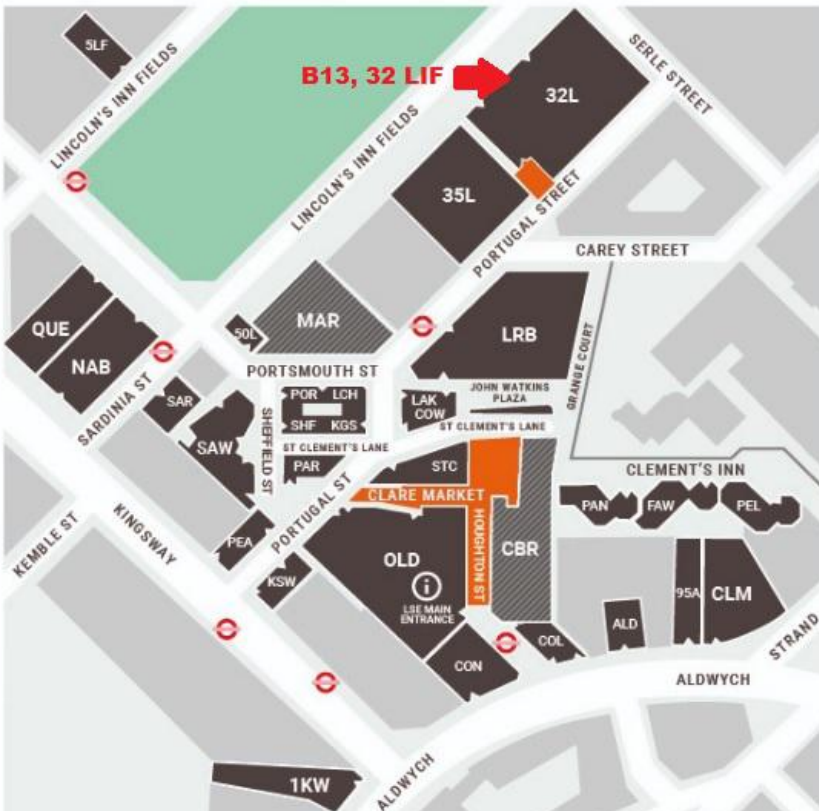 5LF
LINCOLN'S INN FIELDS
B13, 32 LIF
32L
SERLE STREET
LINCOLN'S INN FIELDS
35L
PORTUGAL STREET
CAREY STREET
QUE
NAB
SARDINIA ST
50L
MAR
LRB
GRANGE COURT
PORTSMOUTH ST
SAR
SAW
SHEFFIELD ST
POR LCH
SHF KGS
LAK
COW
JOHN WATKINS
PLAZA
ST CLEMENT'S LANE
ST CLEMENT'S LANE
PAR
PORTUGAL ST
STC
CLARE MARKET
HOUGHTON ST
CBR
CLEMENT'S INN
PAN
FAW
PEL
KEMBLE ST
KINGSWAY
PEA
KSW
OLD
i
LSE MAIN
ENTRANCE
CON
COL
ALD
95A
CLM
STRAND
ALDWYCH
1KW
ALDWYCH